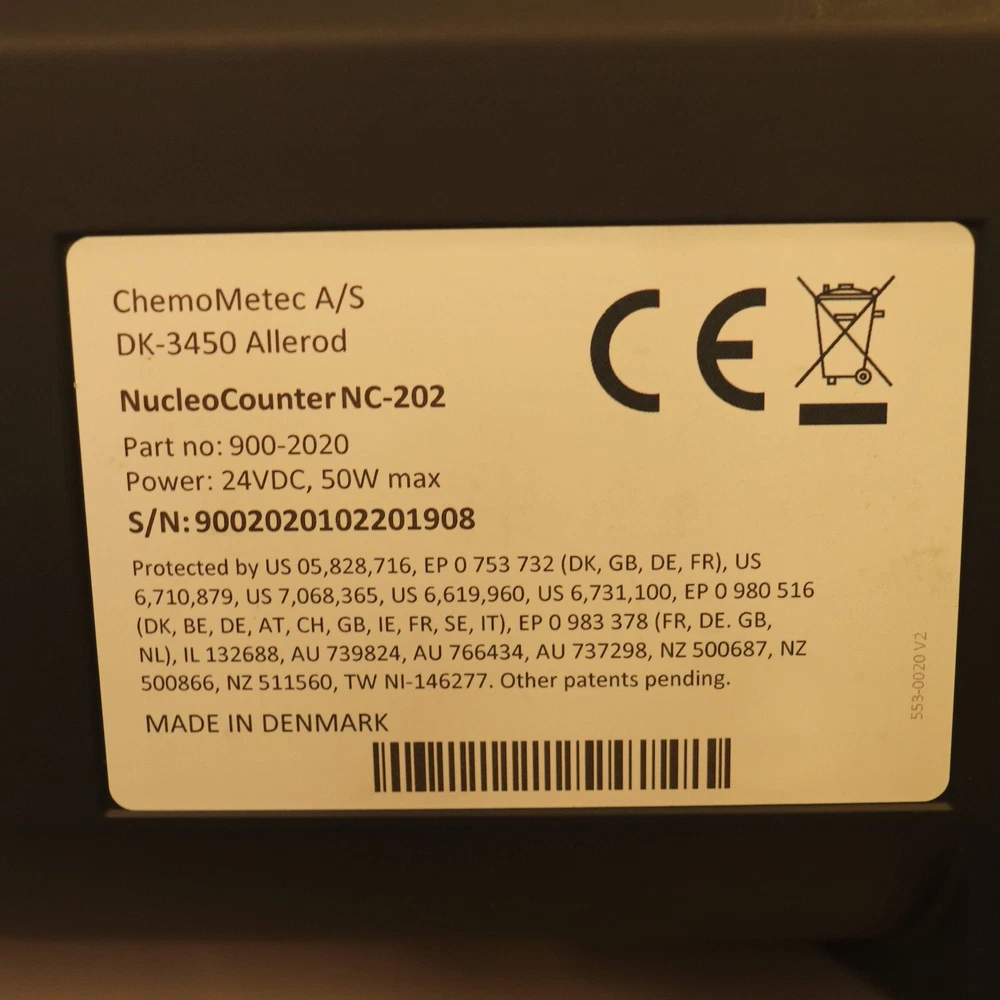 ChemoMetec A/S
DK-3450 Allerod
NucleoCounter NC-202
Part no: 900-2020
Power: 24VDC, 50W max
S/N: 9002020102201908
Protected by US 05,828,716, EP 0 753 732 (DK, GB, DE, FR), US
6,710,879, US 7,068,365, US 6,619,960, US 6,731,100, EP 0 980 516
(DK, BE, DE, AT, CH, GB, IE, FR, SE, IT), EP 0 983 378 (FR, DE. GB,
NL), IL 132688, AU 739824, AU 766434, AU 737298, NZ 500687, NZ
500866, NZ 511560, TW NI-146277. Other patents pending.
MADE IN DENMARK
CE
553-0020 V2